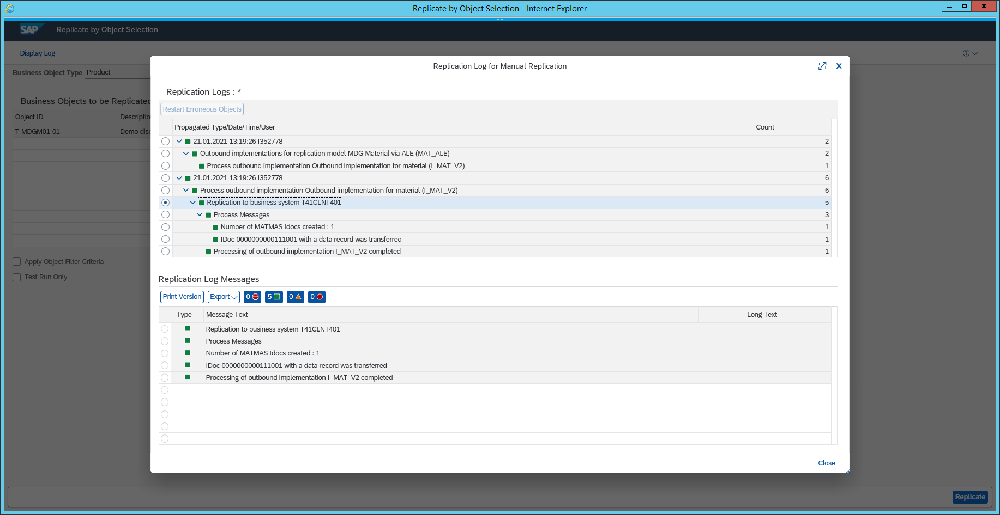 Replicate by Object Selection - Internet Explorer
SAP Replicate by Object Selection
Display Log
Business Object Type Product
Business Objects to be Replicated
Object ID
T-MDGM01-01
Apply Object Filter Criteria
Test Run Only
Replication Log for Manual Replication
Replication Logs : *
Restart Erroneous Objects
Propagated Type/Date/Time/User Count
21.01.2021 13:19:26 I352778 2
Outbound implementations for replication model MDG Material via ALE (MAT_ALE) 2
Process outbound implementation Outbound implementation for material (I_MAT_V2) 1
21.01.2021 13:19:26 I352778 6
Process outbound implementation Outbound implementation for material (I_MAT_V2) 6
Replication to business system T41CLNT401 5
Process Messages 3
Number of MATMAS Idocs created : 1 1
IDoc 0000000000111001 with a data record was transferred 1
Processing of outbound implementation I_MAT_V2 completed 1
Replication Log Messages
Print Version Export 0 5 0 0
Type Message Text Long Text
Replication to business system T41CLNT401
Process Messages
Number of MATMAS Idocs created : 1
IDoc 0000000000111001 with a data record was transferred
Processing of outbound implementation I_MAT_V2 completed
Close
Replicate